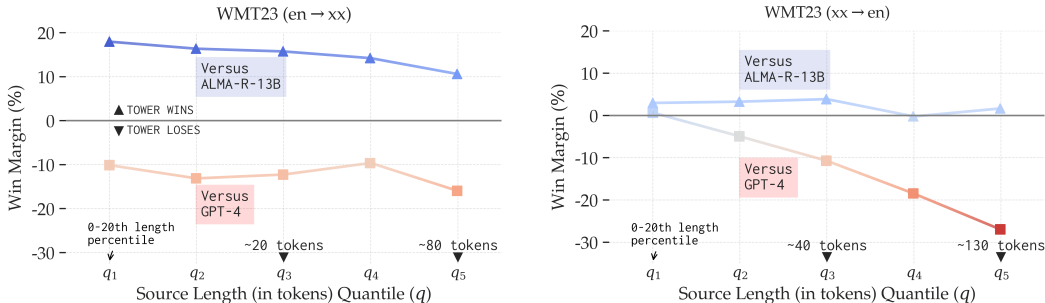 WMT23 (en → xx)
20
10
0
-10
-20
-30
Win Margin (%)
Versus
ALMA-R-13B
▲ TOWER WINS
▼ TOWER LOSES
Versus
GPT-4
0-20th length
percentile
~20 tokens
~80 tokens
q1
q2
q3
q4
q5
Source Length (in tokens) Quantile (q)
WMT23 (xx → en)
20
10
0
-10
-20
-30
Win Margin (%)
Versus
ALMA-R-13B
Versus
GPT-4
0-20th length
percentile
~40 tokens
~130 tokens
q1
q2
q3
q4
q5
Source Length (in tokens) Quantile (q)